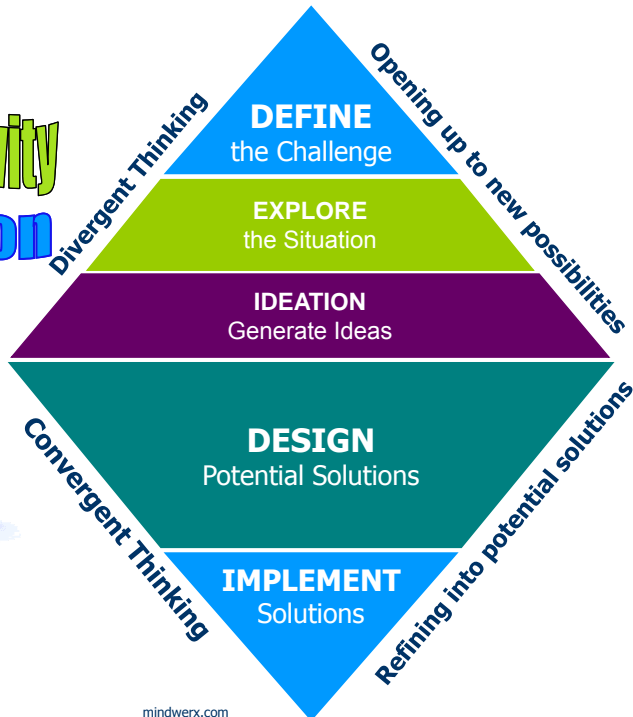 DEFINE
the Challenge
EXPLORE
the Situation
IDEATION
Generate Ideas
DESIGN
Potential Solutions
IMPLEMENT
Solutions
Divergent Thinking
Opening up to new possibilities
Convergent Thinking
Refining into potential solutions
mindwerx.com